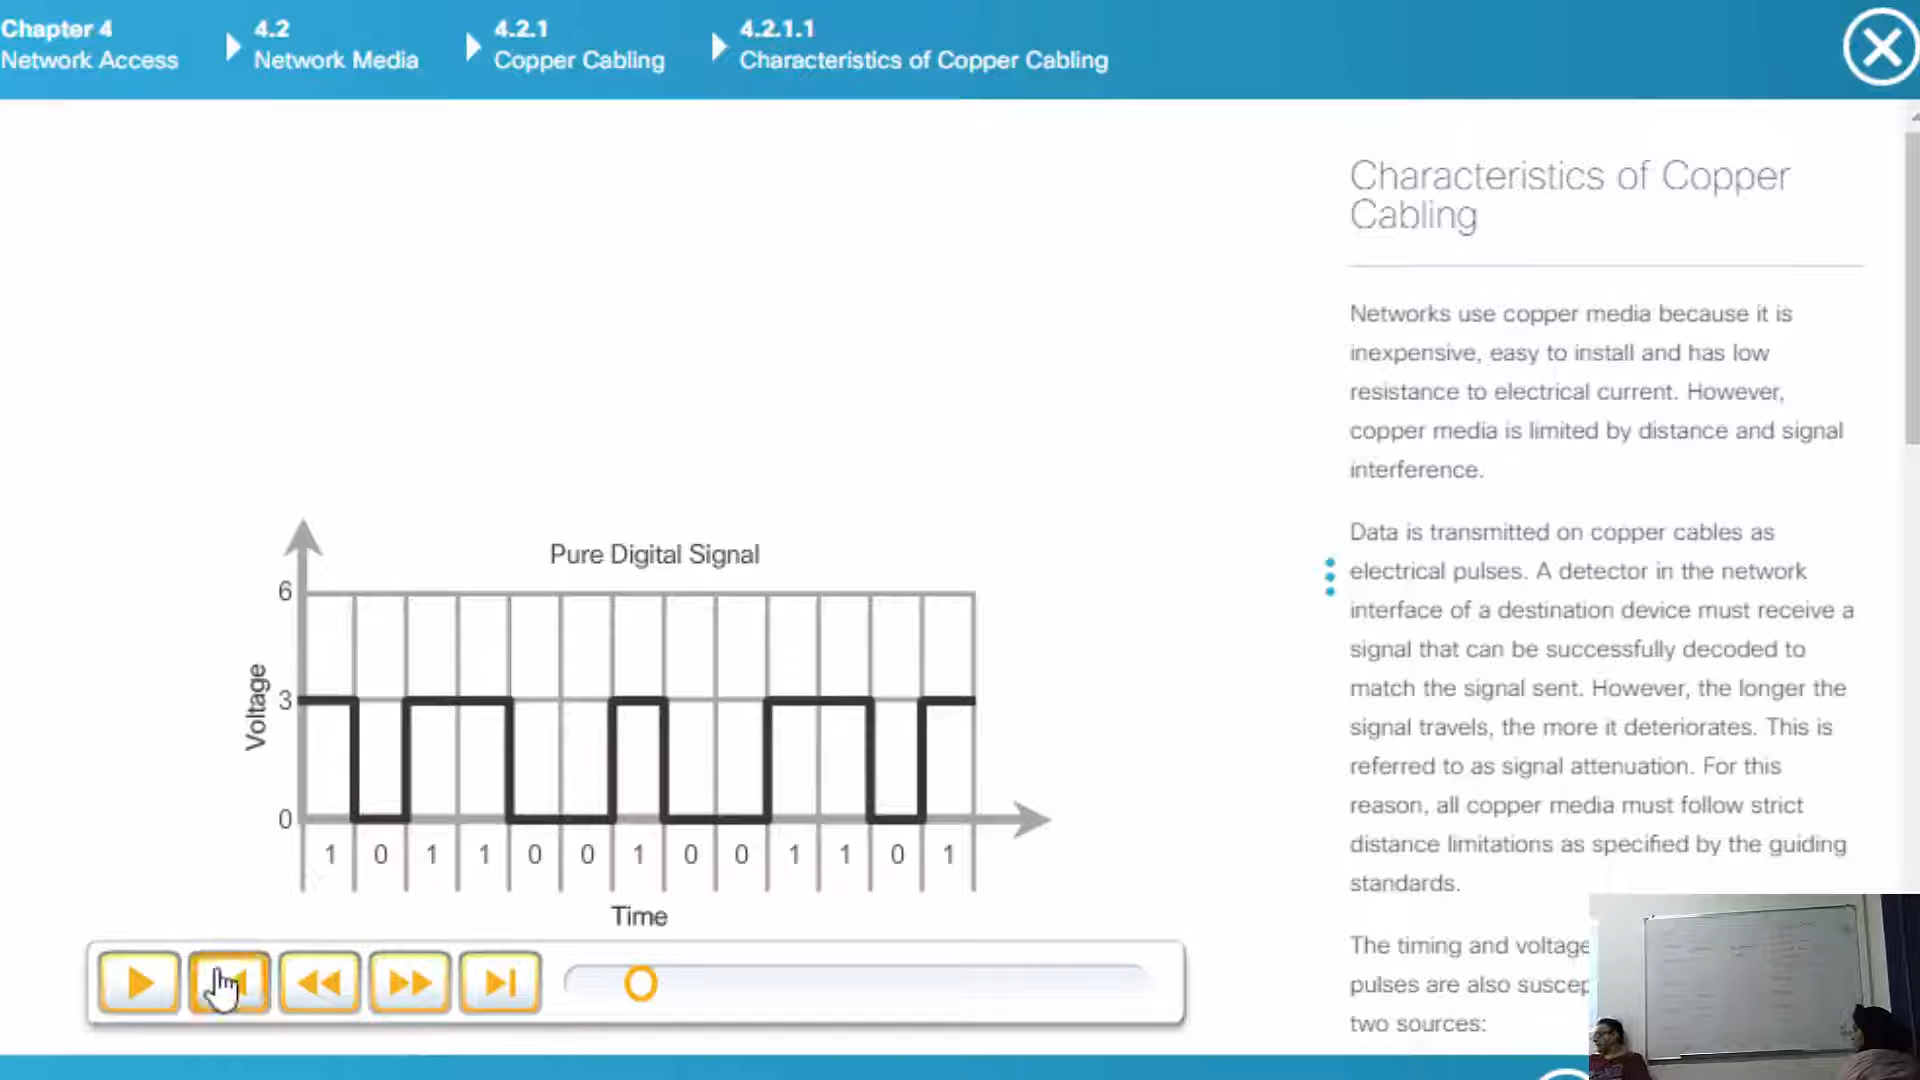 Chapter 4
Network Access
4.2
Network Media
4.2.1
Copper Cabling
4.2.1.1
Characteristics of Copper Cabling
Pure Digital Signal
6
3
0
Voltage
1 0 1 1 0 0 1 0 0 1 1 0 1
Time
Characteristics of Copper
Cabling
Networks use copper media because it is
inexpensive, easy to install and has low
resistance to electrical current. However,
copper media is limited by distance and signal
interference.
Data is transmitted on copper cables as
electrical pulses. A detector in the network
interface of a destination device must receive a
signal that can be successfully decoded to
match the signal sent. However, the longer the
signal travels, the more it deteriorates. This is
referred to as signal attenuation. For this
reason, all copper media must follow strict
distance limitations as specified by the guiding
standards.
The timing and voltage
pulses are also suscep
two sources: